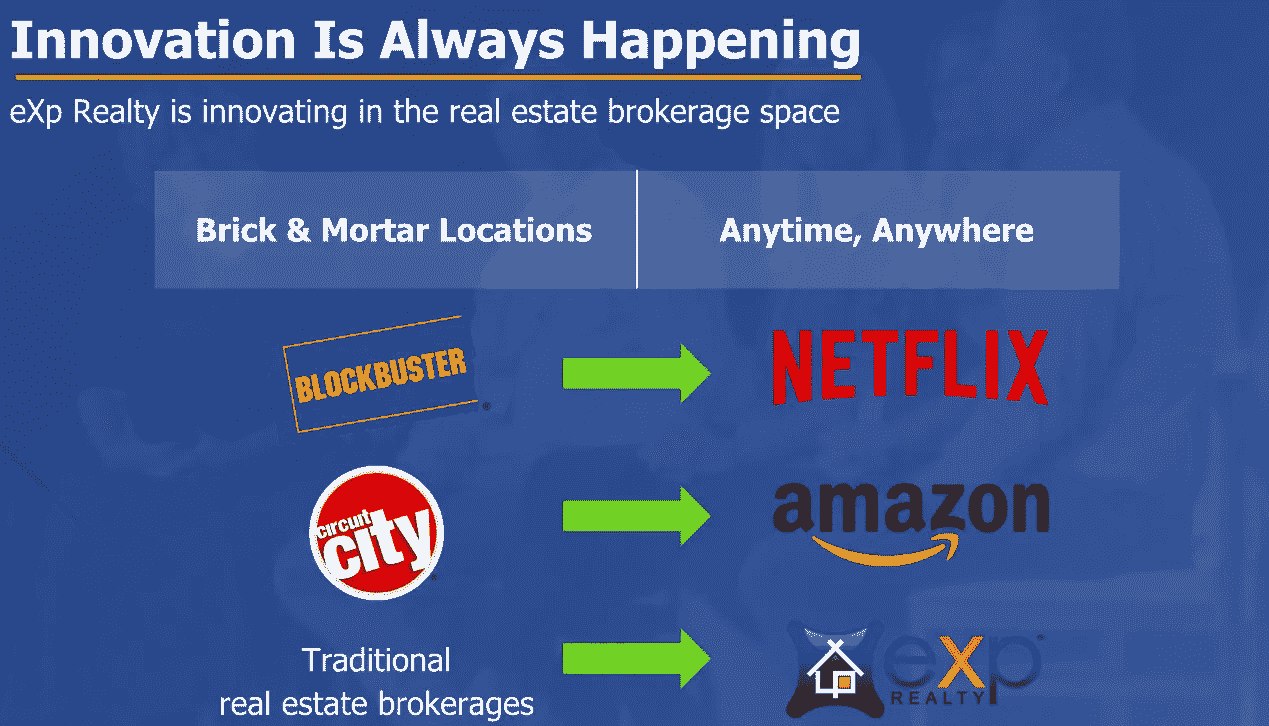 Innovation Is Always Happening
eXp Realty is innovating in the real estate brokerage space
Brick & Mortar Locations
Anytime, Anywhere
BLOCKBUSTER
®
NETFLIX
circuit
city
amazon
Traditional
real estate brokerages
eXp
REALTY